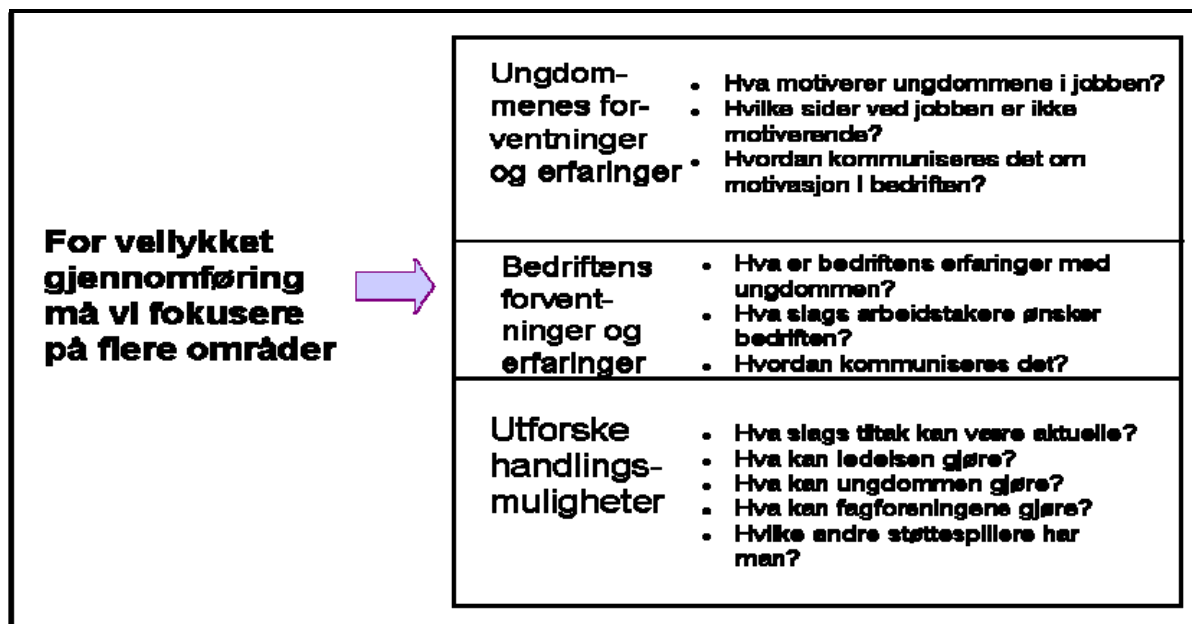 For vellykket
gjennomføring
må vi fokusere
på flere områder
Ungdom-
menes for-
ventninger
og erfaringer
• Hva motiverer ungdommene i jobben?
• Hvilke sider ved jobben er ikke
motiverende?
• Hvordan kommuniseres det om
motivasjon i bedriften?
Bedriftens
forvent-
ninger og
erfaringer
• Hva er bedriftens erfaringer med
ungdommen?
• Hva slags arbeidstakere ønsker
bedriften?
• Hvordan kommuniseres det?
Utforske
handlings-
muligheter
• Hva slags tiltak kan være aktuelle?
• Hva kan ledelsen gjøre?
• Hva kan ungdommen gjøre?
• Hva kan fagforeningene gjøre?
• Hvilke andre støttespillere har
man?